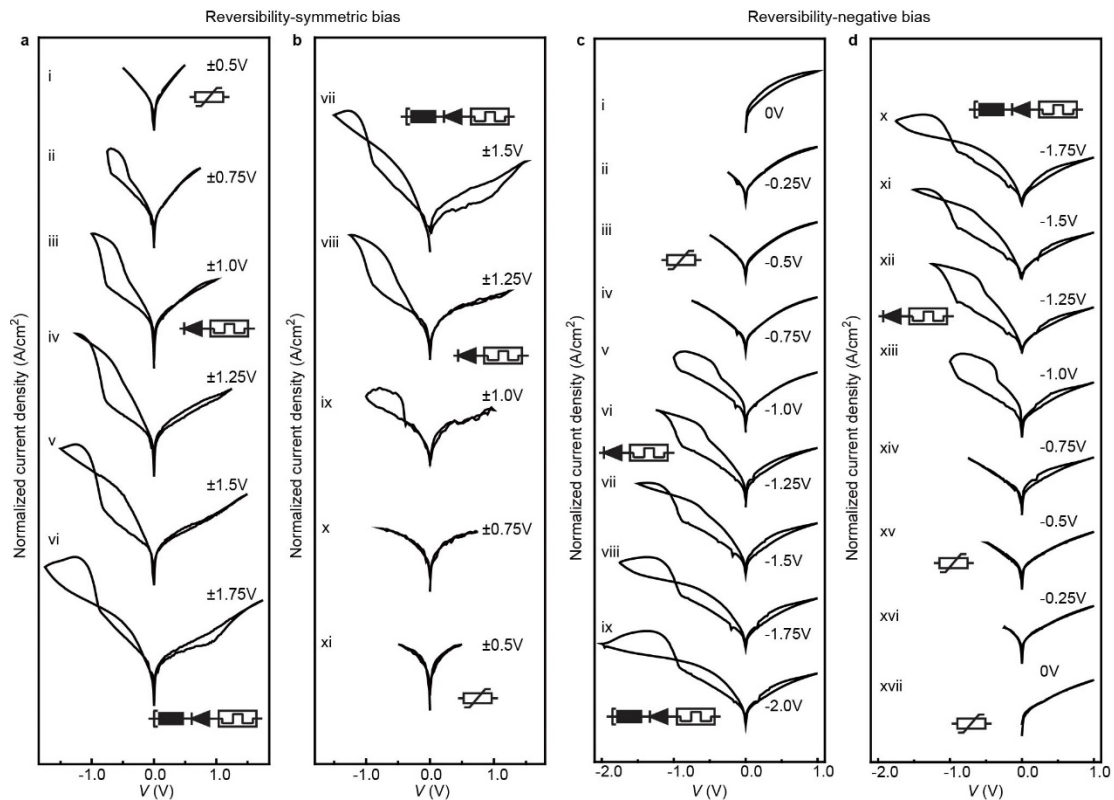 Reversibility-symmetric bias
Reversibility-negative bias
a
Normalized current density (A/cm²)
i
±0.5V
ii
±0.75V
iii
±1.0V
iv
±1.25V
v
±1.5V
vi
±1.75V
-1.0
0.0
1.0
V (V)
b
Normalized current density (A/cm²)
vii
±1.5V
viii
±1.25V
ix
±1.0V
x
±0.75V
xi
±0.5V
-1.0
0.0
1.0
V (V)
c
Normalized current density (A/cm²)
i
0V
ii
-0.25V
iii
-0.5V
iv
-0.75V
v
-1.0V
vi
-1.25V
vii
-1.5V
viii
-1.75V
ix
-2.0V
-2.0
-1.0
0.0
1.0
V (V)
d
Normalized current density (A/cm²)
x
-1.75V
xi
-1.5V
xii
-1.25V
xiii
-1.0V
xiv
-0.75V
-0.5V
xv
-0.25V
xvi
0V
xvii
-2.0
-1.0
0.0
1.0
V (V)